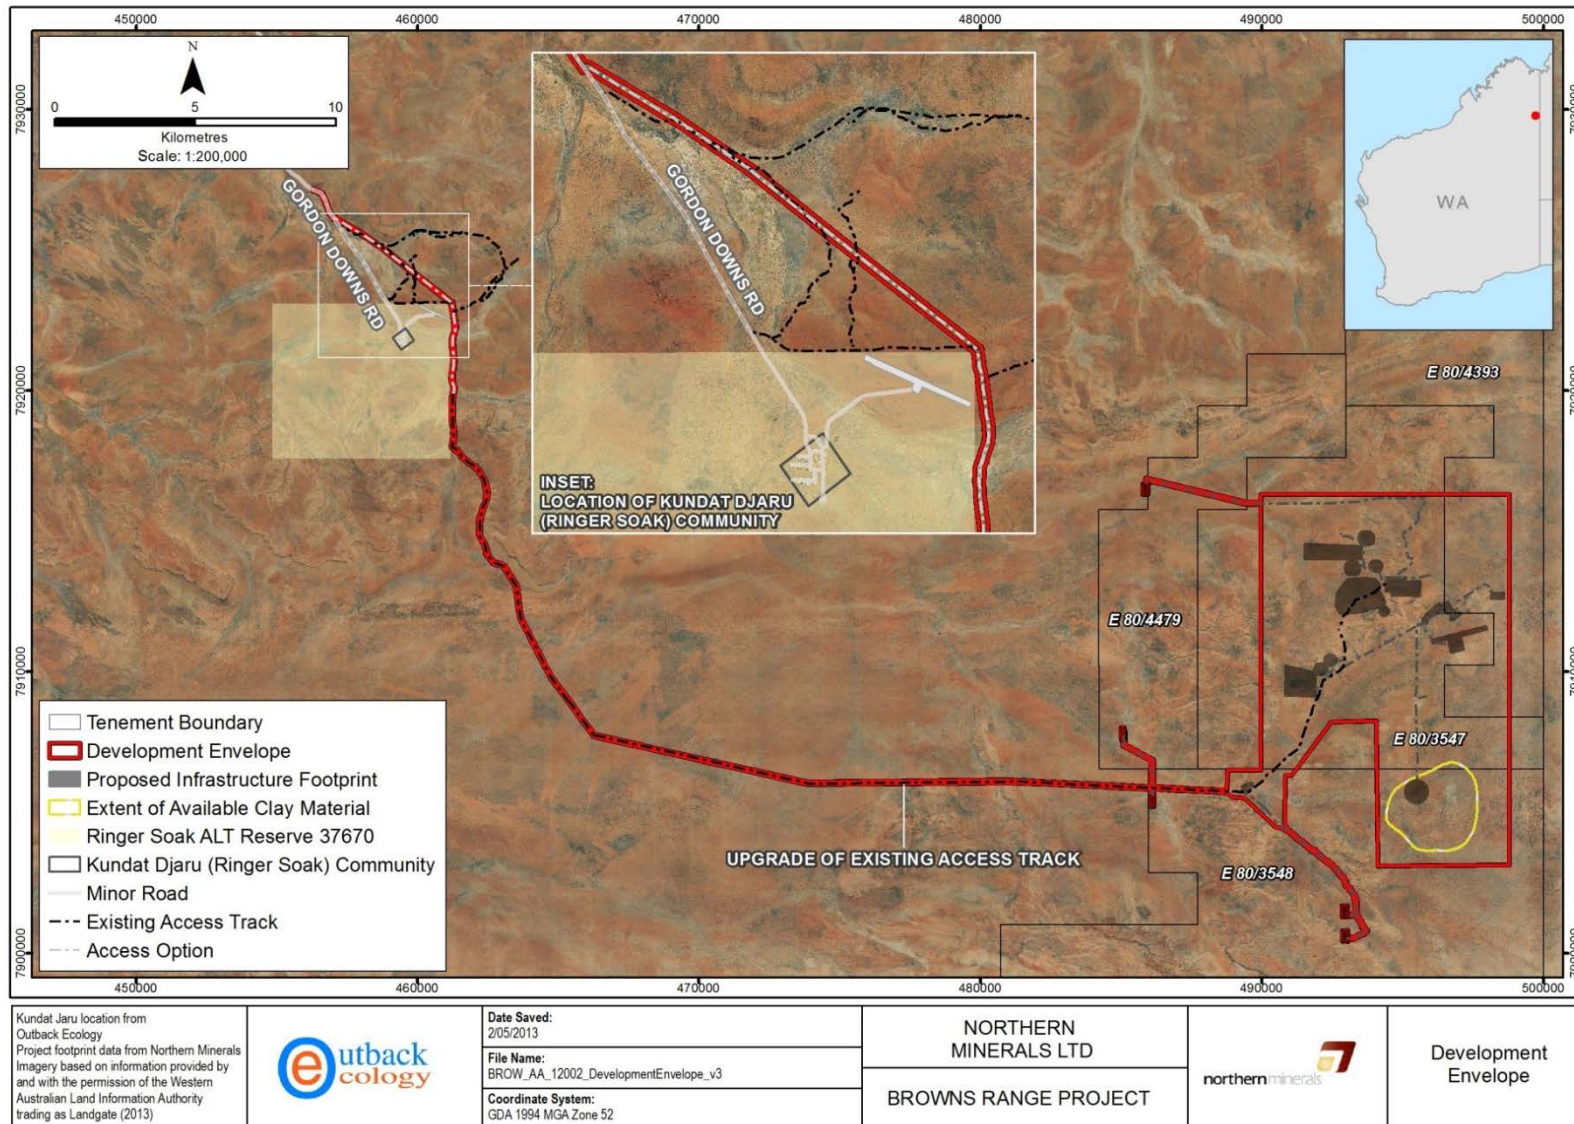 450000
460000
470000
480000
490000
500000
7930000
7920000
7910000
7900000
N
0
5
10
Kilometres
Scale: 1:200,000
GORDON DOWNS RD
GORDON DOWNS RD
INSET:
LOCATION OF KUNDAT DJARU
(RINGER SOAK) COMMUNITY
WA
E 80/4393
E 80/4479
E 80/3547
E 80/3548
UPGRADE OF EXISTING ACCESS TRACK
Tenement Boundary
Development Envelope
Proposed Infrastructure Footprint
Extent of Available Clay Material
Ringer Soak ALT Reserve 37670
Kundat Djaru (Ringer Soak) Community
Minor Road
Existing Access Track
Access Option
7930000
7920000
7910000
7900000
450000
460000
470000
480000
490000
500000
Kundat Jaru location from
Outback Ecology
Project footprint data from Northern Minerals
Imagery based on information provided by
and with the permission of the Western
Australian Land Information Authority
trading as Landgate (2013)
eutback
ecology
Date Saved:
2/05/2013
File Name:
BROW_AA_12002_DevelopmentEnvelope_v3
Coordinate System:
GDA 1994 MGA Zone 52
NORTHERN
MINERALS LTD
BROWNS RANGE PROJECT
northernminerals
Development
Envelope